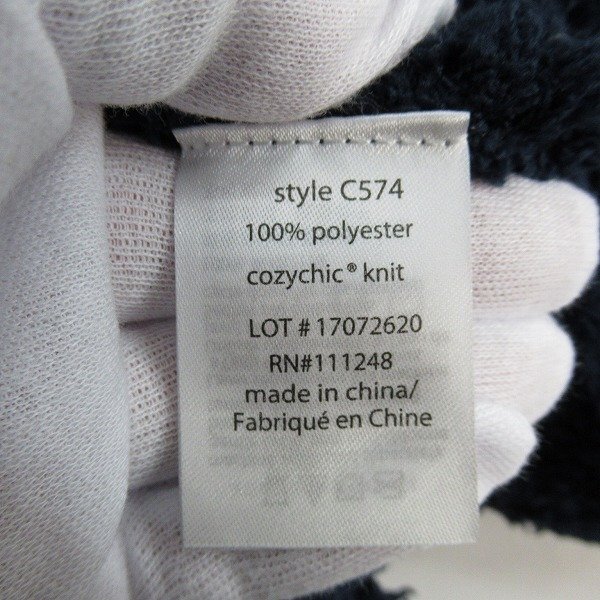 style C574
100% polyester
cozychic® knit
LOT # 17072620
RN#111248
made in china/
Fabriqué en Chine